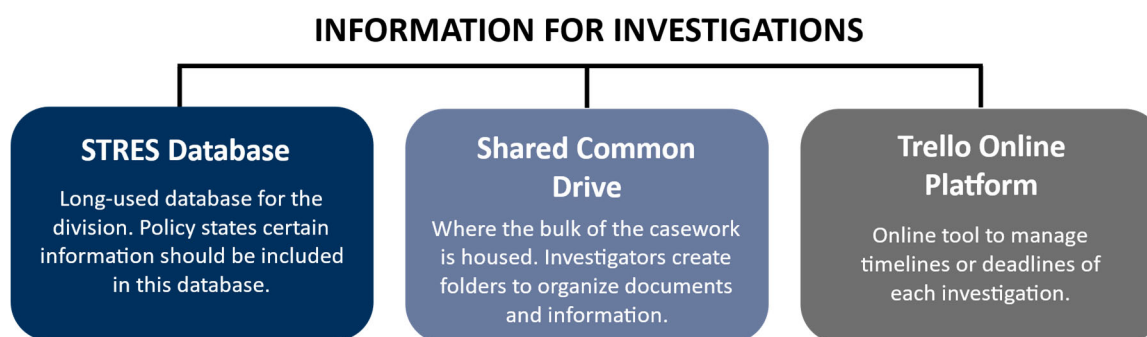 INFORMATION FOR INVESTIGATIONS
STRES Database
Long-used database for the
division. Policy states certain
information should be included
in this database.
Shared Common
Drive
Where the bulk of the casework
is housed. Investigators create
folders to organize documents
and information.
Trello Online
Platform
Online tool to manage
timelines or deadlines of
each investigation.